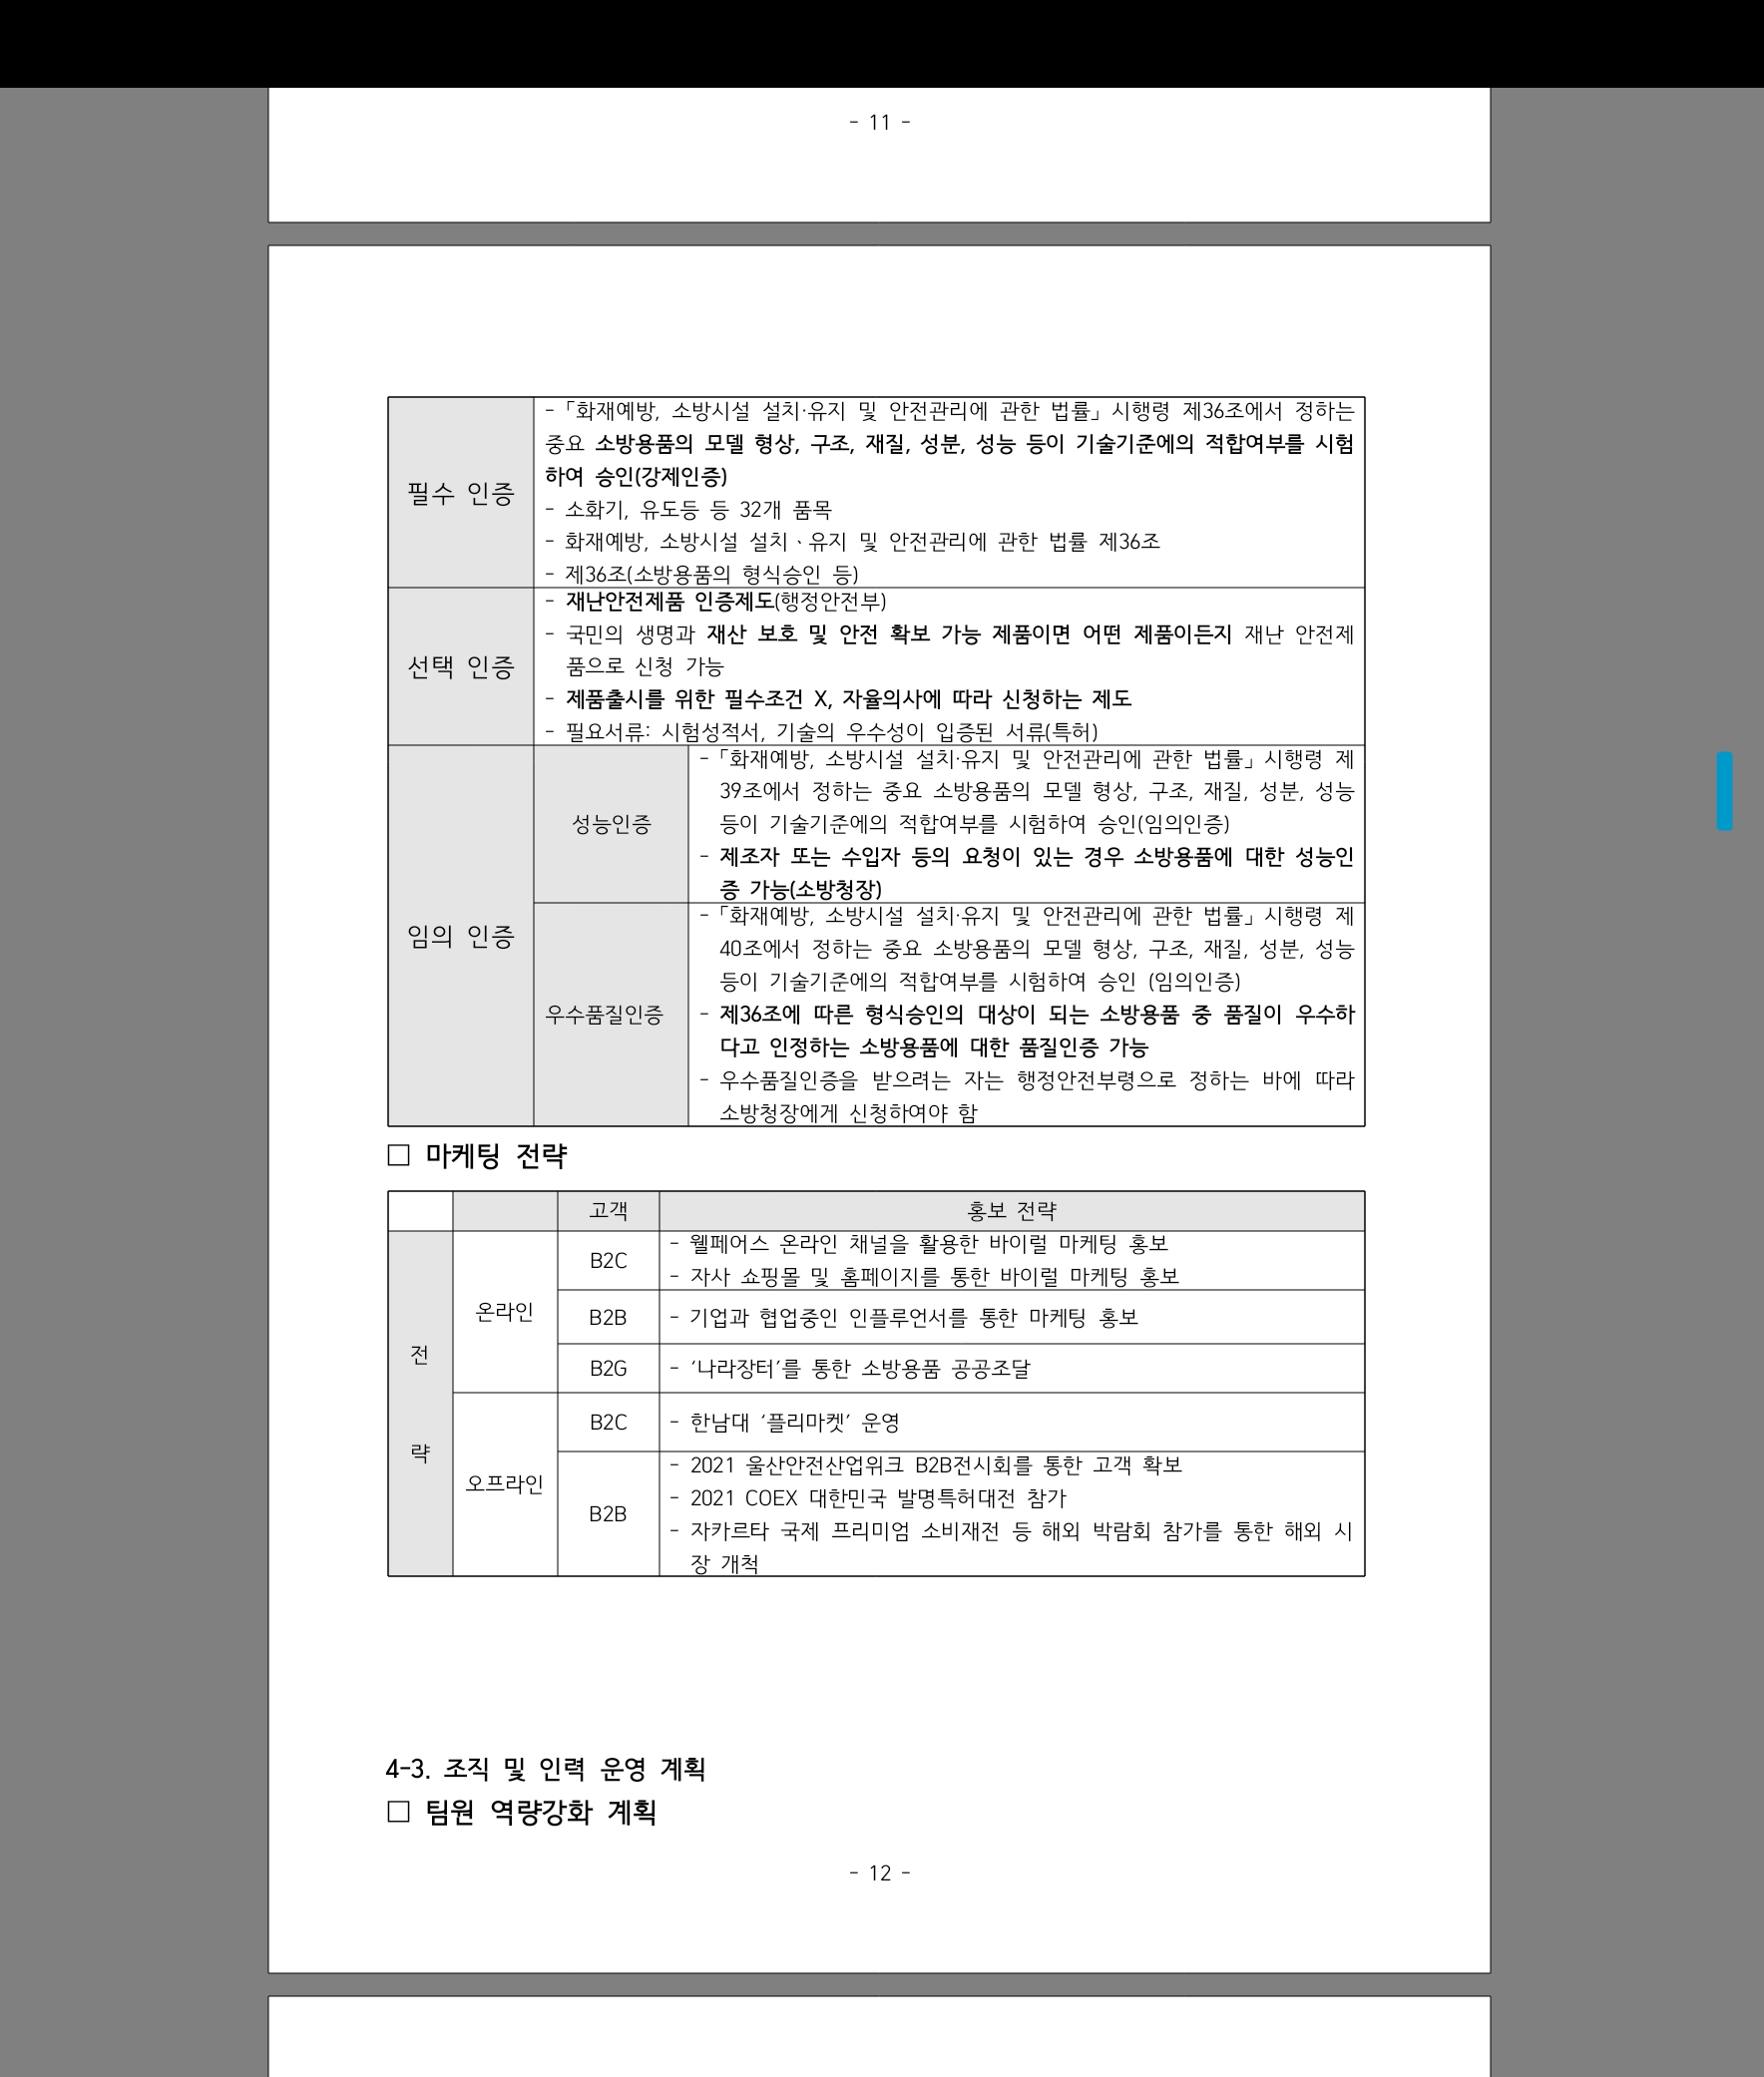 - 11 -
필수 인증
-「화재예방, 소방시설 설치·유지 및 안전관리에 관한 법률」시행령 제36조에서 정하는
중요 소방용품의 모델 형상, 구조, 재질, 성분, 성능 등이 기술기준에의 적합여부를 시험
하여 승인(강제인증)
- 소화기, 유도등 등 32개 품목
- 화재예방, 소방시설 설치ㆍ유지 및 안전관리에 관한 법률 제36조
- 제36조(소방용품의 형식승인 등)
선택 인증
- 재난안전제품 인증제도(행정안전부)
- 국민의 생명과 재산 보호 및 안전 확보 가능 제품이면 어떤 제품이든지 재난 안전제
품으로 신청 가능
- 제품출시를 위한 필수조건 X, 자율의사에 따라 신청하는 제도
- 필요서류: 시험성적서, 기술의 우수성이 입증된 서류(특허)
임의 인증
성능인증
-「화재예방, 소방시설 설치·유지 및 안전관리에 관한 법률」시행령 제
39조에서 정하는 중요 소방용품의 모델 형상, 구조, 재질, 성분, 성능
등이 기술기준에의 적합여부를 시험하여 승인(임의인증)
- 제조자 또는 수입자 등의 요청이 있는 경우 소방용품에 대한 성능인
증 가능(소방청장)
우수품질인증
-「화재예방, 소방시설 설치·유지 및 안전관리에 관한 법률」시행령 제
40조에서 정하는 중요 소방용품의 모델 형상, 구조, 재질, 성분, 성능
등이 기술기준에의 적합여부를 시험하여 승인 (임의인증)
- 제36조에 따른 형식승인의 대상이 되는 소방용품 중 품질이 우수하
다고 인정하는 소방용품에 대한 품질인증 가능
- 우수품질인증을 받으려는 자는 행정안전부령으로 정하는 바에 따라
소방청장에게 신청하여야 함
□ 마케팅 전략
고객 홍보 전략
전
략
온라인
B2C
- 웰페어스 온라인 채널을 활용한 바이럴 마케팅 홍보
- 자사 쇼핑몰 및 홈페이지를 통한 바이럴 마케팅 홍보
B2B
- 기업과 협업중인 인플루언서를 통한 마케팅 홍보
B2G
- ‘나라장터’를 통한 소방용품 공공조달
오프라인
B2C
- 한남대 ‘플리마켓’ 운영
B2B
- 2021 울산안전산업위크 B2B전시회를 통한 고객 확보
- 2021 COEX 대한민국 발명특허대전 참가
- 자카르타 국제 프리미엄 소비재전 등 해외 박람회 참가를 통한 해외 시
장 개척
4-3. 조직 및 인력 운영 계획
□ 팀원 역량강화 계획
- 12 -